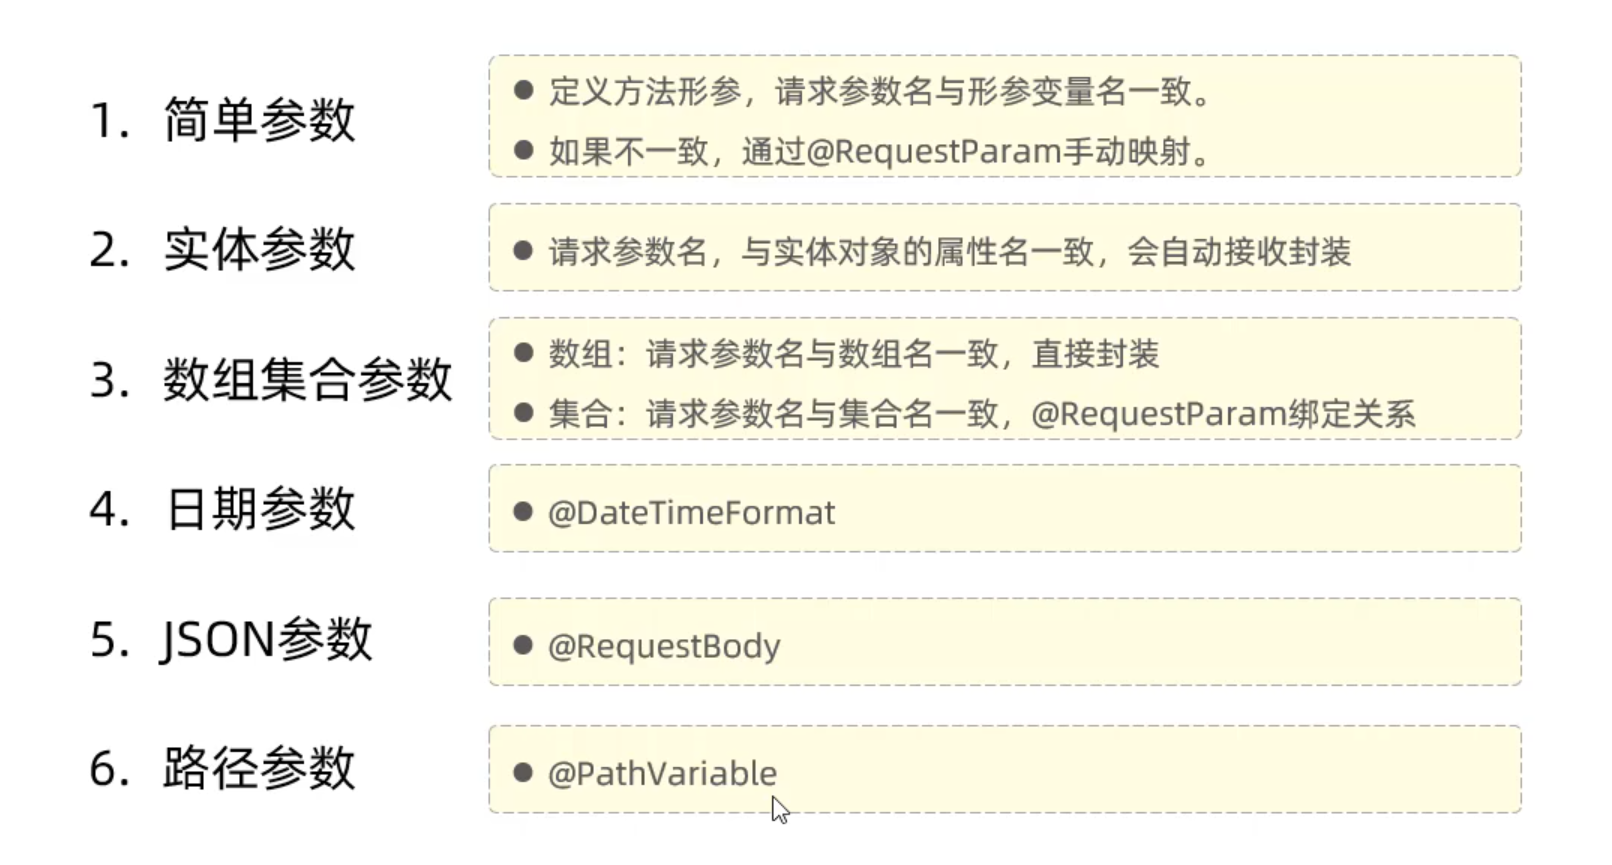 1. 简单参数
● 定义方法形参，请求参数名与形参变量名一致。
● 如果不一致，通过@RequestParam手动映射。
2. 实体参数
● 请求参数名，与实体对象的属性名一致，会自动接收封装
3. 数组集合参数
● 数组：请求参数名与数组名一致，直接封装
● 集合：请求参数名与集合名一致，@RequestParam绑定关系
4. 日期参数
● @DateTimeFormat
5. JSON参数
● @RequestBody
6. 路径参数
● @PathVariable